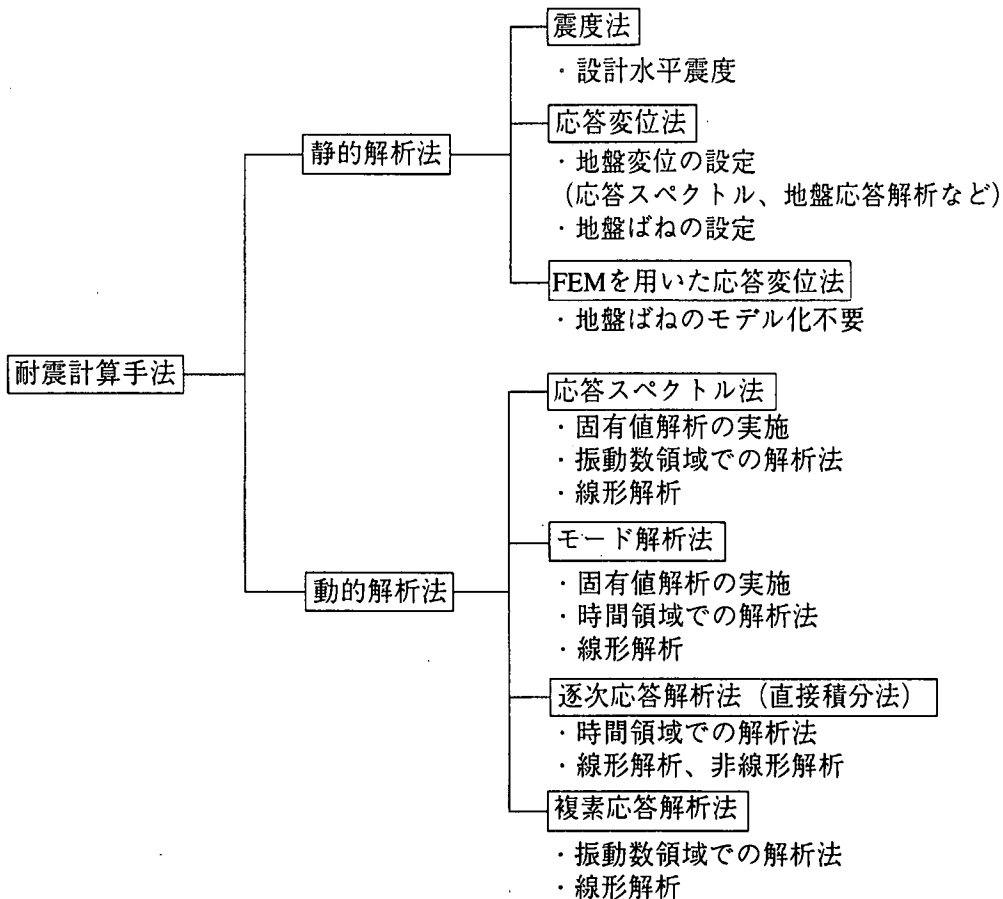 耐震計算手法
静的解析法
震度法
・設計水平震度
応答変位法
・地盤変位の設定
（応答スペクトル、地盤応答解析など）
・地盤ばねの設定
FEMを用いた応答変位法
・地盤ばねのモデル化不要
動的解析法
応答スペクトル法
・固有値解析の実施
・振動数領域での解析法
・線形解析
モード解析法
・固有値解析の実施
・時間領域での解析法
・線形解析
逐次応答解析法（直接積分法）
・時間領域での解析法
・線形解析、非線形解析
複素応答解析法
・振動数領域での解析法
・線形解析